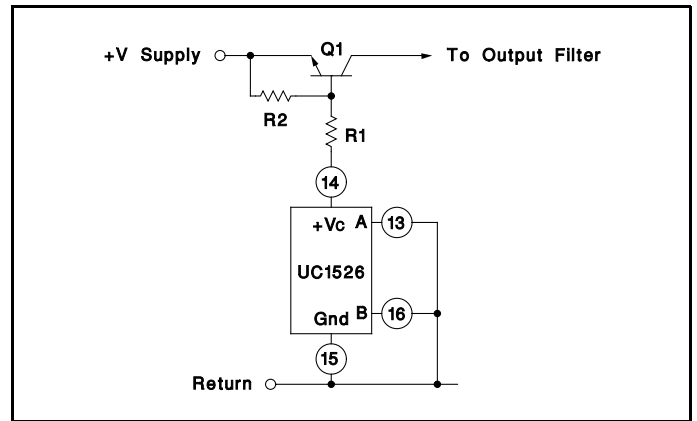 +V Supply
Q1
To Output Filter
R2
R1
14
+Vc
A
13
UC1526
Gnd
B
16
15
Return